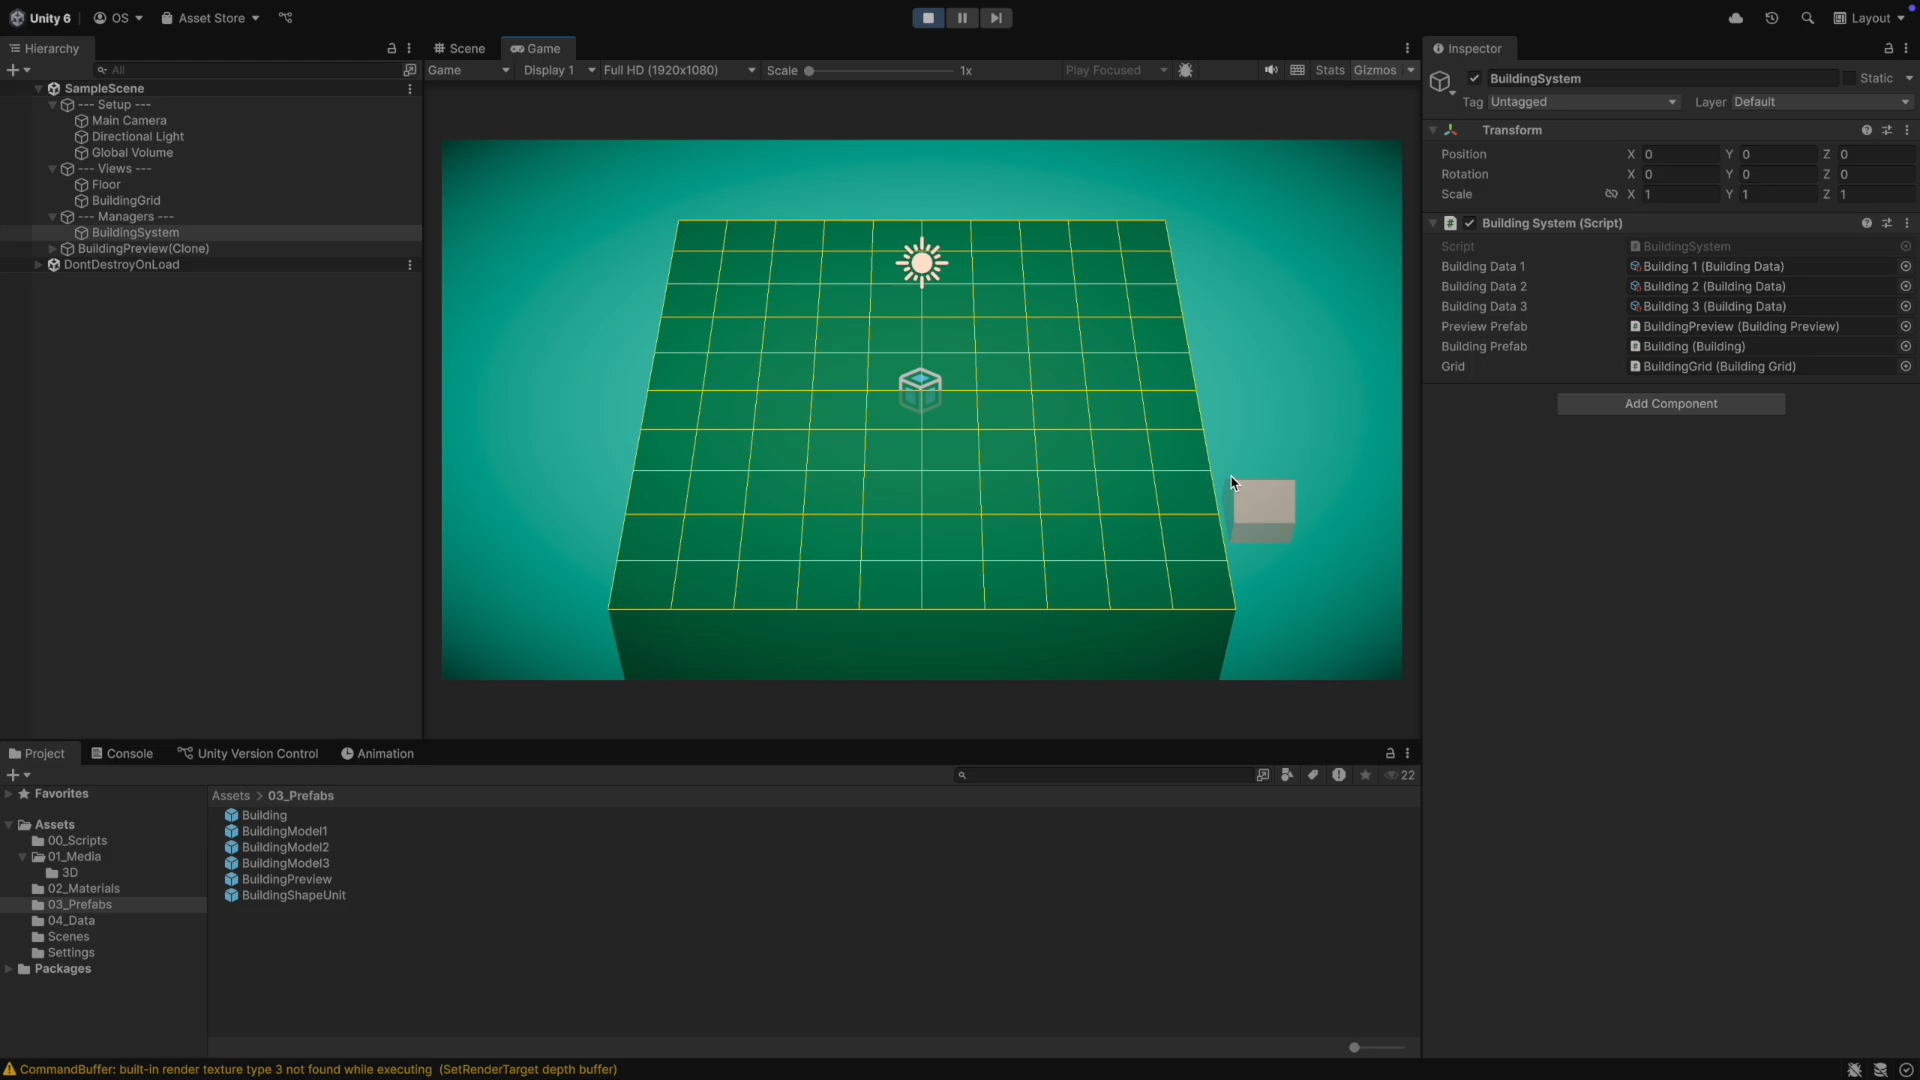 Unity 6 OS Asset Store Layout
Hierarchy
All
SampleScene
--- Setup ---
Main Camera
Directional Light
Global Volume
--- Views ---
Floor
BuildingGrid
--- Managers ---
BuildingSystem
BuildingPreview(Clone)
DontDestroyOnLoad
Scene Game
Game Display 1 Full HD (1920x1080) Scale 1x Play Focused Stats Gizmos
Inspector
BuildingSystem Static
Tag Untagged Layer Default
Transform
Position X 0 Y 0 Z 0
Rotation X 0 Y 0 Z 0
Scale X 1 Y 1 Z 1
Building System (Script)
Script BuildingSystem
Building Data 1 Building 1 (Building Data)
Building Data 2 Building 2 (Building Data)
Building Data 3 Building 3 (Building Data)
Preview Prefab BuildingPreview (Building Preview)
Building Prefab Building (Building)
Grid BuildingGrid (Building Grid)
Add Component
Project Console Unity Version Control Animation
22
Favorites
Assets
00_Scripts
01_Media
3D
02_Materials
03_Prefabs
04_Data
Scenes
Settings
Packages
Assets > 03_Prefabs
Building
BuildingModel1
BuildingModel2
BuildingModel3
BuildingPreview
BuildingShapeUnit
CommandBuffer: built-in render texture type 3 not found while executing (SetRenderTarget depth buffer)